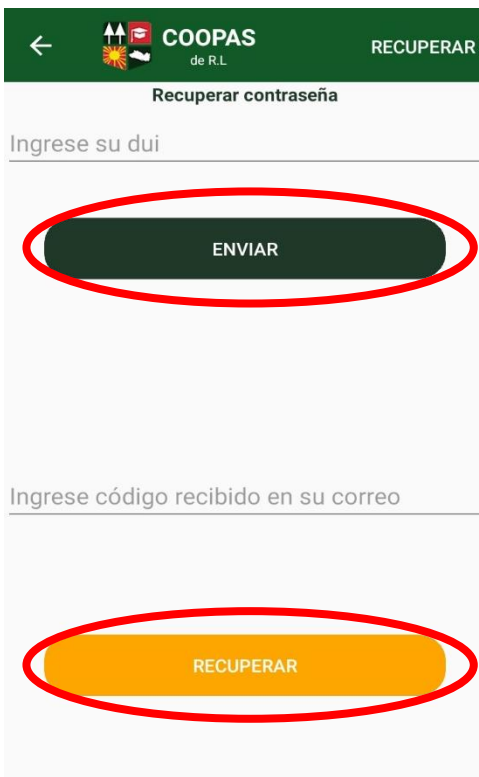 COOPAS
de R.L
RECUPERAR
Recuperar contraseña
Ingrese su dui
ENVIAR
Ingrese código recibido en su correo
RECUPERAR